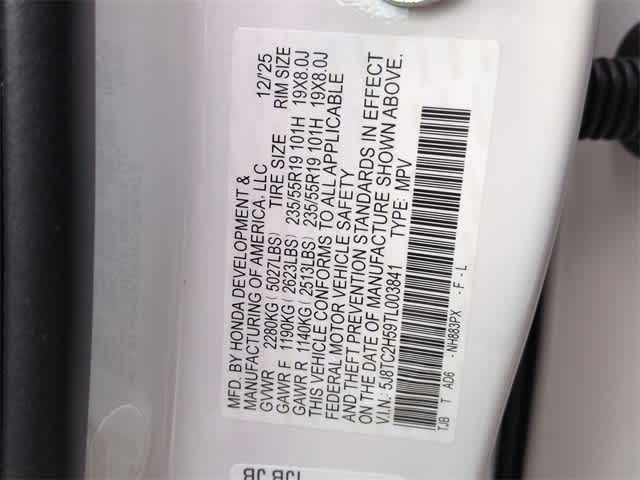 MFD. BY HONDA DEVELOPMENT & 12/'25
MANUFACTURING OF AMERICA, LLC
GVWR 2280KG (5027LBS) TIRE SIZE RIM SIZE
GAWR F 1190KG (2623LBS) 235/55R19 101H 19X8.0J
GAWR R 1140KG (2513LBS) 235/55R19 101H 19X8.0J
THIS VEHICLE CONFORMS TO ALL APPLICABLE
FEDERAL MOTOR VEHICLE SAFETY
AND THEFT PREVENTION STANDARDS IN EFFECT
ON THE DATE OF MANUFACTURE SHOWN ABOVE.
V.I.N.: 5J8TC2H59TL003841 TYPE: MPV
TJB T AD6 -NH883PX -F-L